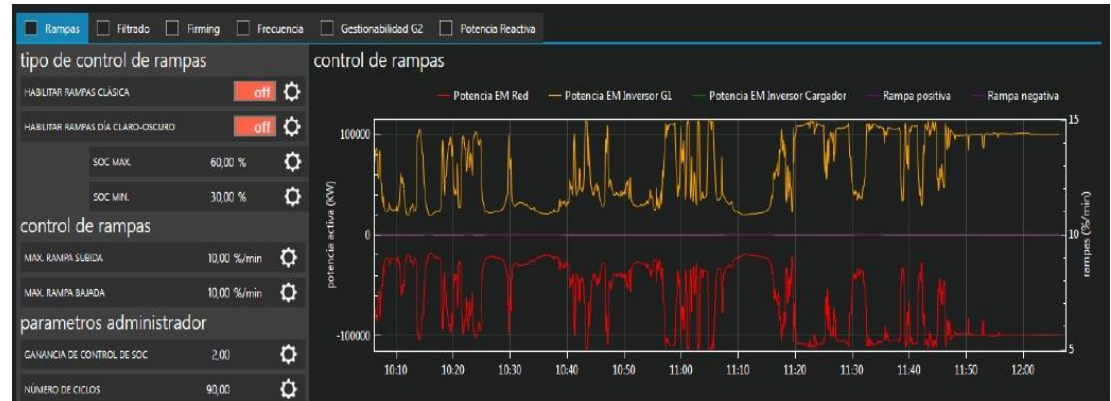 Rampas Filtrado Firming Frecuencia Gestionabilidad G2 Potencia Reactiva
tipo de control de rampas
HABILITAR RAMPAS CLÁSICA off
HABILITAR RAMPAS DÍA CLARO-OSCURO off
SOC MAX. 60,00 %
SOC MIN. 30,00 %
control de rampas
MAX. RAMPA SUBIDA 10,00 %/min
MAX. RAMPA BAJADA 10,00 %/min
parametros administrador
GANANCIA DE CONTROL DE SOC 2,00
NÚMERO DE CICLOS 90,00
control de rampas
Potencia EM Red Potencia EM Inversor G1 Potencia EM Inversor Cargador Rampa positiva Rampa negativa
potencia activa (KW)
100000
0
-100000
15
10
5
rampes (%/min)
10:10 10:20 10:30 10:40 10:50 11:00 11:10 11:20 11:30 11:40 11:50 12:00